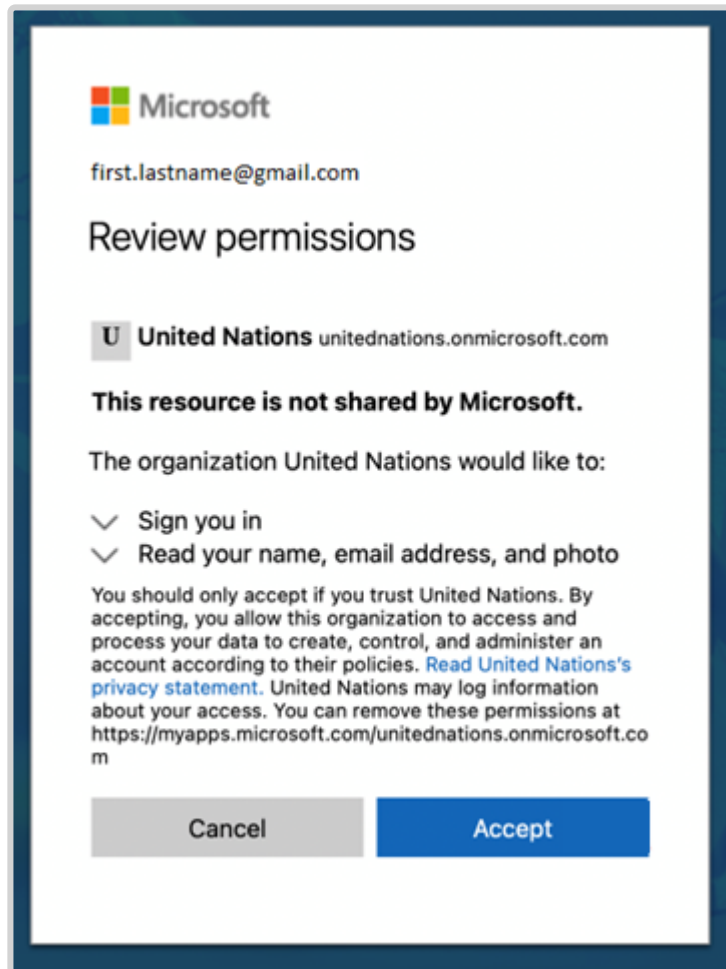 Microsoft
first.lastname@gmail.com
Review permissions
U United Nations unitednations.onmicrosoft.com
This resource is not shared by Microsoft.
The organization United Nations would like to:
Sign you in
Read your name, email address, and photo
You should only accept if you trust United Nations. By
accepting, you allow this organization to access and
process your data to create, control, and administer an
account according to their policies. Read United Nations's
privacy statement. United Nations may log information
about your access. You can remove these permissions at
https://myapps.microsoft.com/unitednations.onmicrosoft.co
m
Cancel Accept